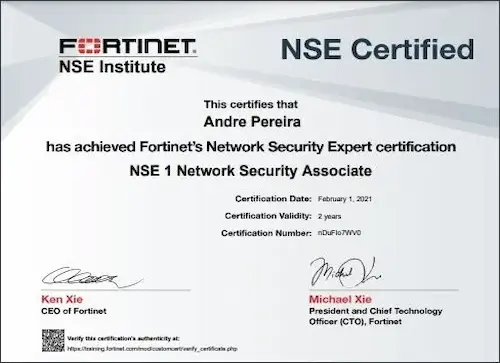 FORTINET
NSE Institute
NSE Certified
This certifies that
Andre Pereira
has achieved Fortinet's Network Security Expert certification
NSE 1 Network Security Associate
Certification Date: February 1, 2021
Certification Validity: 2 years
Certification Number: nDuFIo7WV0
Ken Xie
CEO of Fortinet
Michael Xie
President and Chief Technology
Officer (CTO), Fortinet
Verify this certification's authenticity at:
https://training.fortinet.com/mod/customcert/verify_certificate.php